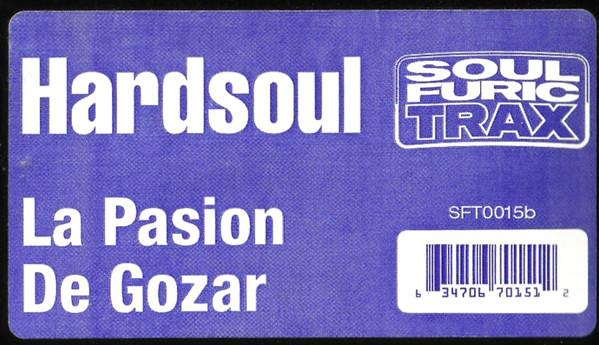 Hardsoul
SOUL
FURIC
TRAX
La Pasion
De Gozar
SFT0015b
6 34706 70151 2